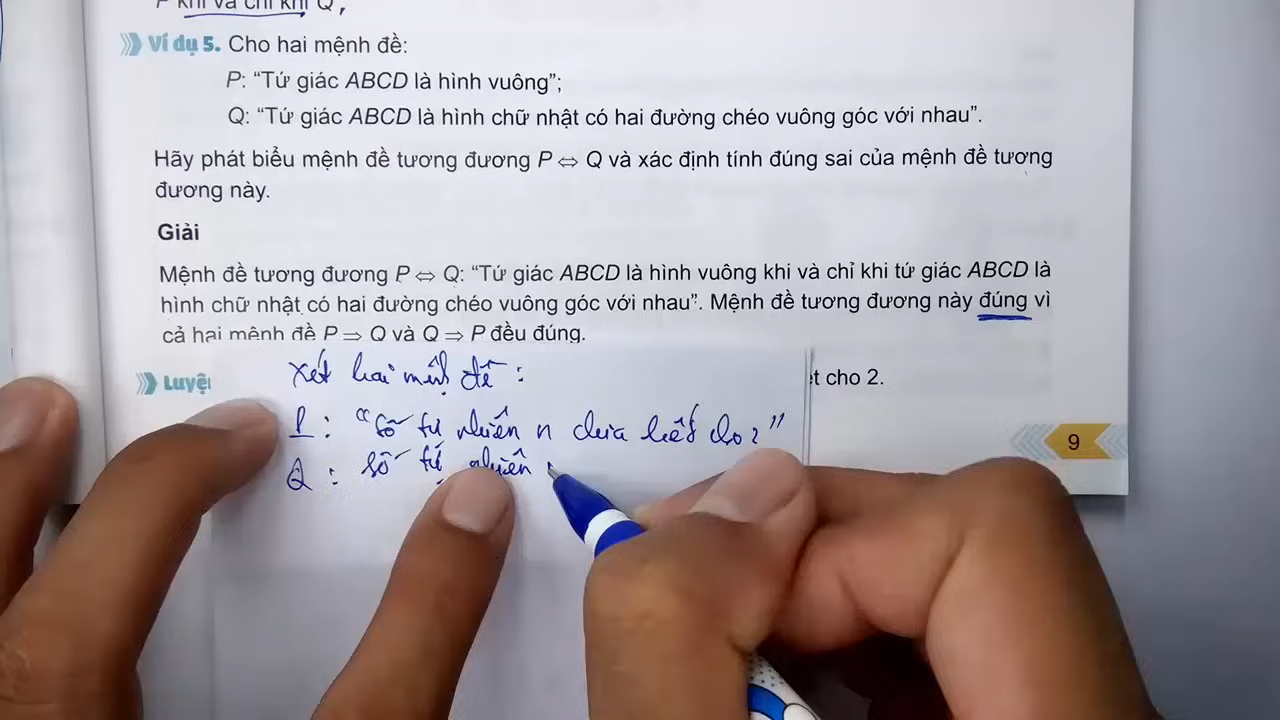 khi và chỉ khi Q,
Ví dụ 5. Cho hai mệnh đề:
P: “Tứ giác ABCD là hình vuông”;
Q: “Tứ giác ABCD là hình chữ nhật có hai đường chéo vuông góc với nhau”.
Hãy phát biểu mệnh đề tương đương P ⇔ Q và xác định tính đúng sai của mệnh đề tương
đương này.
Giải
Mệnh đề tương đương P ⇔ Q: “Tứ giác ABCD là hình vuông khi và chỉ khi tứ giác ABCD là
hình chữ nhật có hai đường chéo vuông góc với nhau”. Mệnh đề tương đương này đúng vì
cả hai mệnh đề P ⇒ Q và Q ⇒ P đều đúng.
Xét hai mệnh đề :
Luyệ
t cho 2.
P : “Số tự nhiên n chia hết cho 2”
9
Q : Số tự nhiên